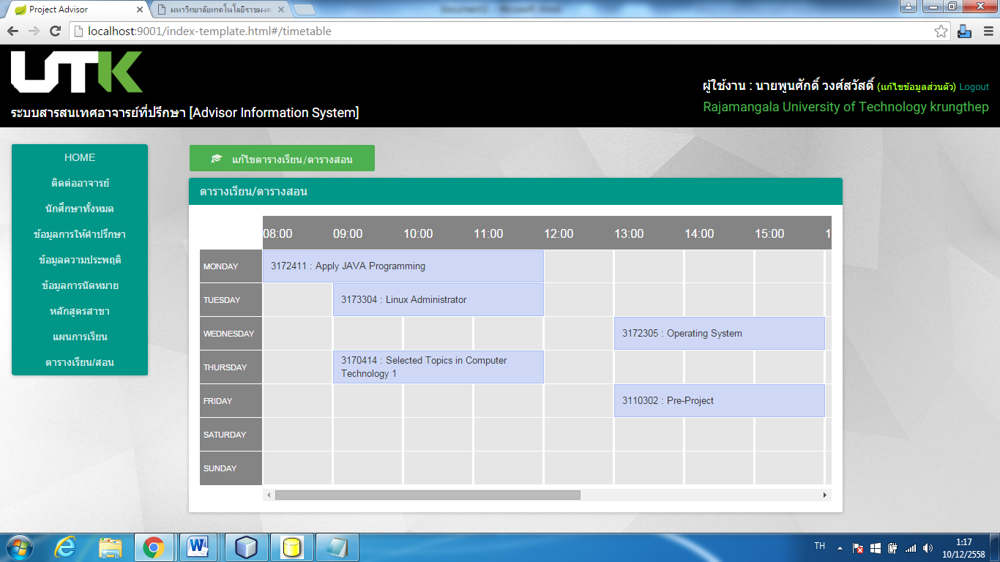 Project Advisor
มหาวิทยาลัยเทคโนโลยีราชมงค
localhost:9001/index-template.html#/timetable
UTK
ผู้ใช้งาน : นายพูนศักดิ์ วงศ์สวัสดิ์ (แก้ไขข้อมูลส่วนตัว) Logout
ระบบสารสนเทศอาจารย์ที่ปรึกษา [Advisor Information System]
Rajamangala University of Technology krungthep
HOME
ติดต่ออาจารย์
นักศึกษาทั้งหมด
ข้อมูลการให้คำปรึกษา
ข้อมูลความประพฤติ
ข้อมูลการนัดหมาย
หลักสูตรสาขา
แผนการเรียน
ตารางเรียน/สอน
แก้ไขตารางเรียน/ตารางสอน
ตารางเรียน/ตารางสอน
08:00 09:00 10:00 11:00 12:00 13:00 14:00 15:00 1
MONDAY 3172411 : Apply JAVA Programming
TUESDAY 3173304 : Linux Administrator
WEDNESDAY 3172305 : Operating System
THURSDAY 3170414 : Selected Topics in Computer
Technology 1
FRIDAY 3110302 : Pre-Project
SATURDAY
SUNDAY
TH
1:17
10/12/2558